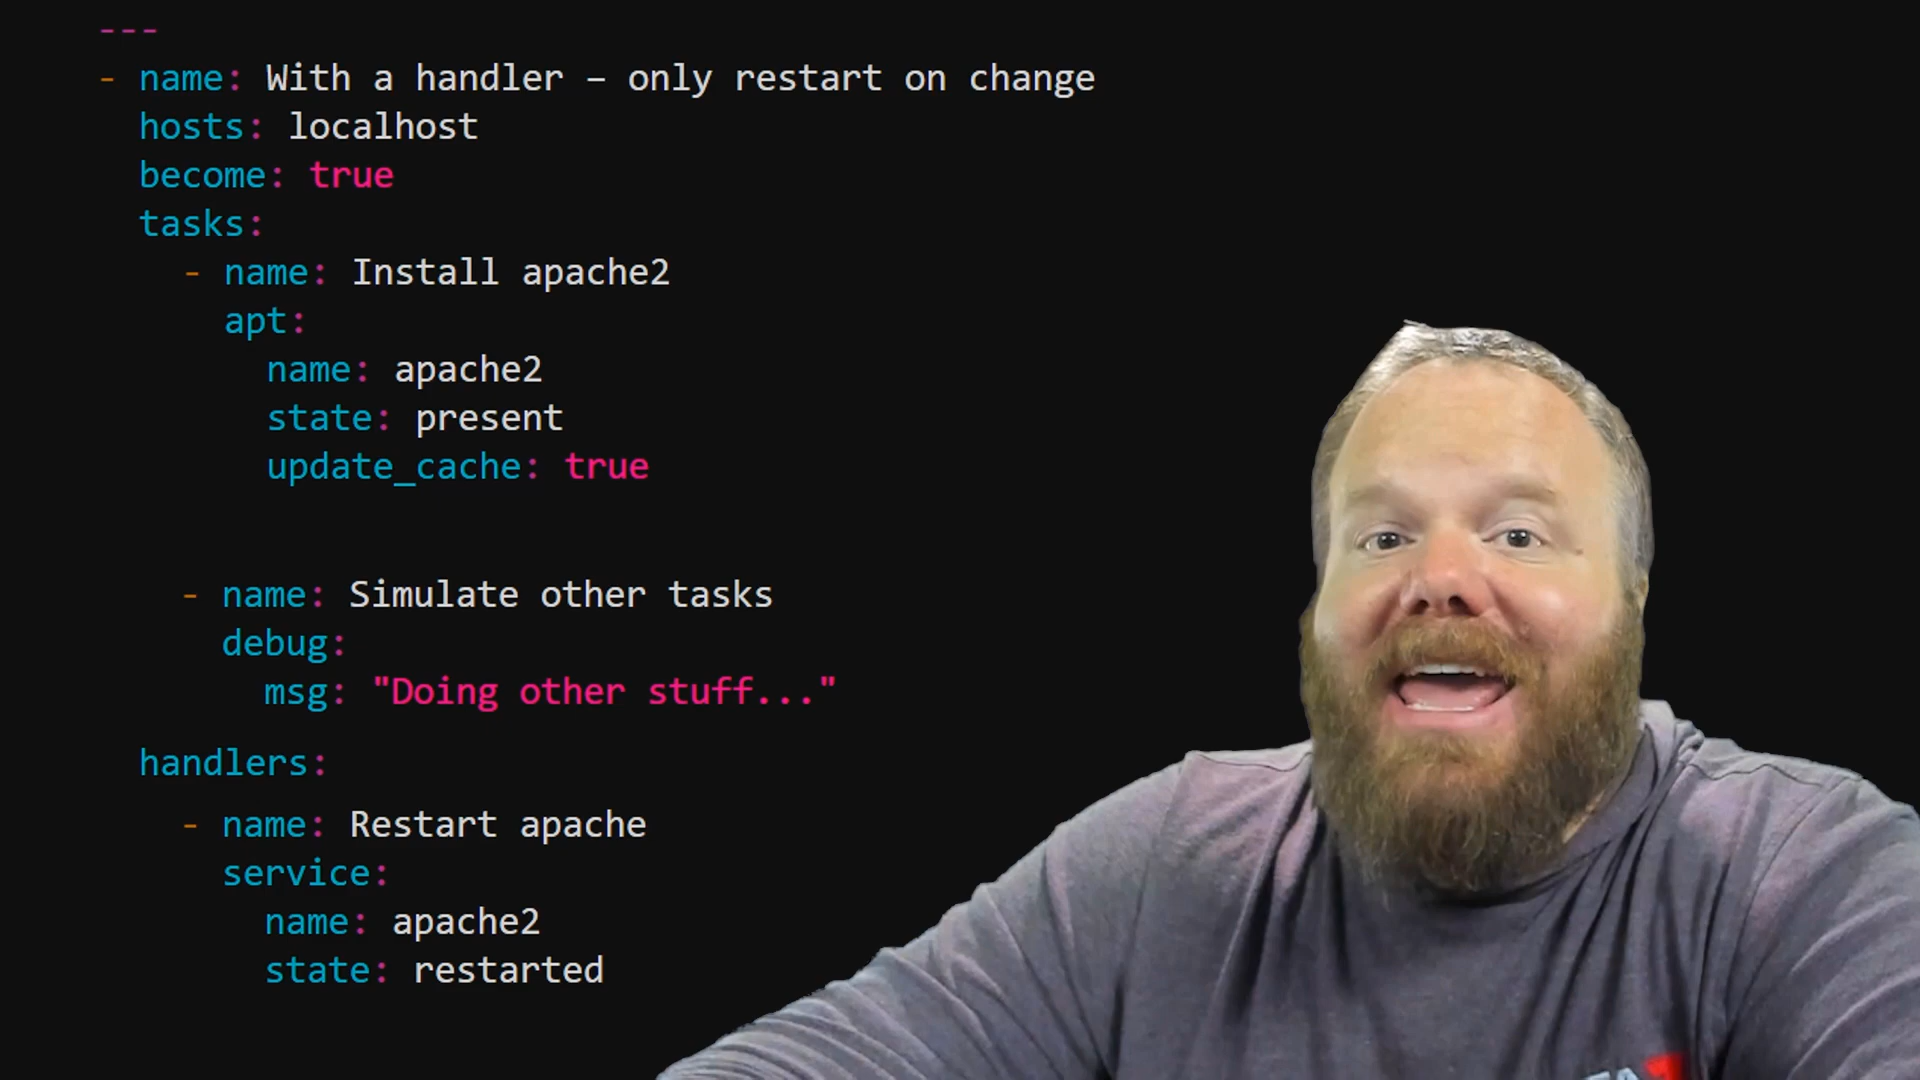 ---
- name: With a handler – only restart on change
  hosts: localhost
  become: true
  tasks:
    - name: Install apache2
      apt:
        name: apache2
        state: present
        update_cache: true
    - name: Simulate other tasks
      debug:
        msg: "Doing other stuff..."
  handlers:
    - name: Restart apache
      service:
        name: apache2
        state: restarted